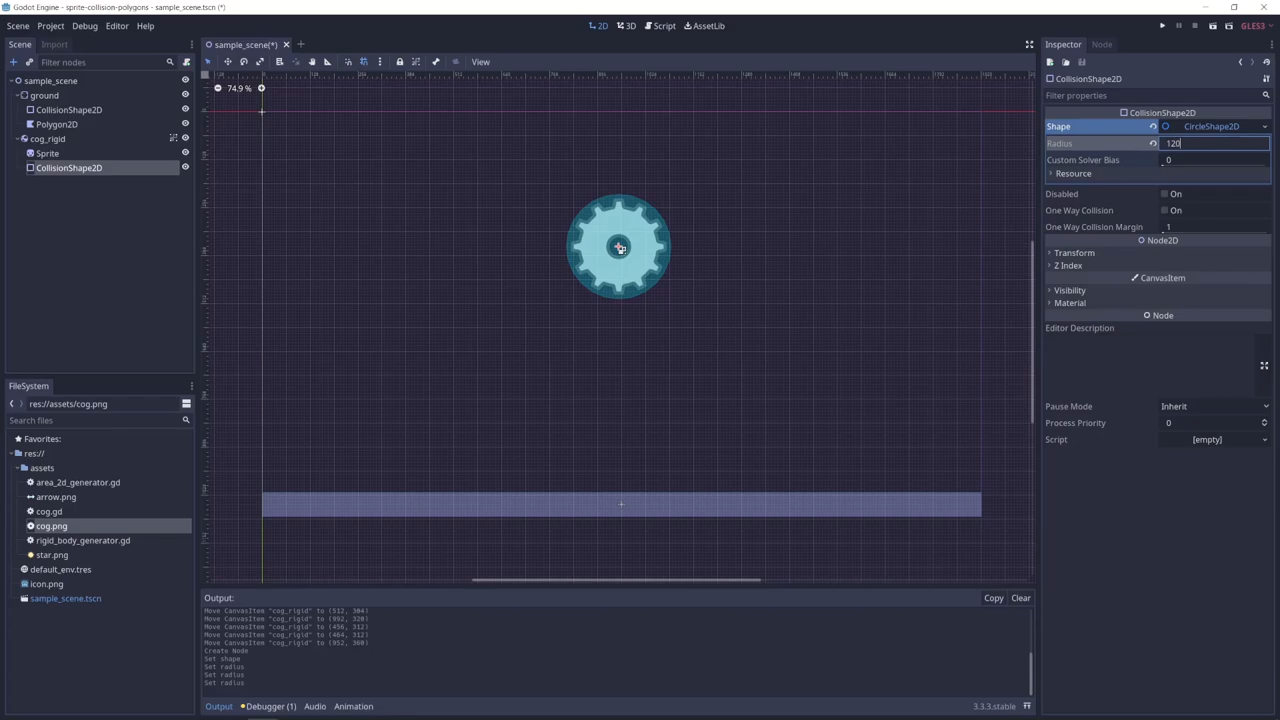 Godot Engine - sprite-collision-polygons - sample_scene.tscn (*)
Scene Project Debug Editor Help
2D 3D Script AssetLib
GLES3
Scene Import
Filter nodes
sample_scene
ground
CollisionShape2D
Polygon2D
cog_rigid
Sprite
CollisionShape2D
FileSystem
res://assets/cog.png
Search files
Favorites:
res://
assets
area_2d_generator.gd
arrow.png
cog.gd
cog.png
rigid_body_generator.gd
star.png
default_env.tres
icon.png
sample_scene.tscn
sample_scene(*)
View
74.9 %
Output:
Copy Clear
Move CanvasItem "cog_rigid" to (512, 304)
Move CanvasItem "cog_rigid" to (992, 320)
Move CanvasItem "cog_rigid" to (456, 312)
Move CanvasItem "cog_rigid" to (464, 312)
Move CanvasItem "cog_rigid" to (952, 360)
Create Node
Set shape
Set radius
Set radius
Set radius
Output Debugger (1) Audio Animation
3.3.3.stable
Inspector Node
CollisionShape2D
Filter properties
CollisionShape2D
Shape CircleShape2D
Radius 120
Custom Solver Bias 0
Resource
Disabled On
One Way Collision On
One Way Collision Margin 1
Node2D
Transform
Z Index
CanvasItem
Visibility
Material
Node
Editor Description
Pause Mode Inherit
Process Priority 0
Script [empty]